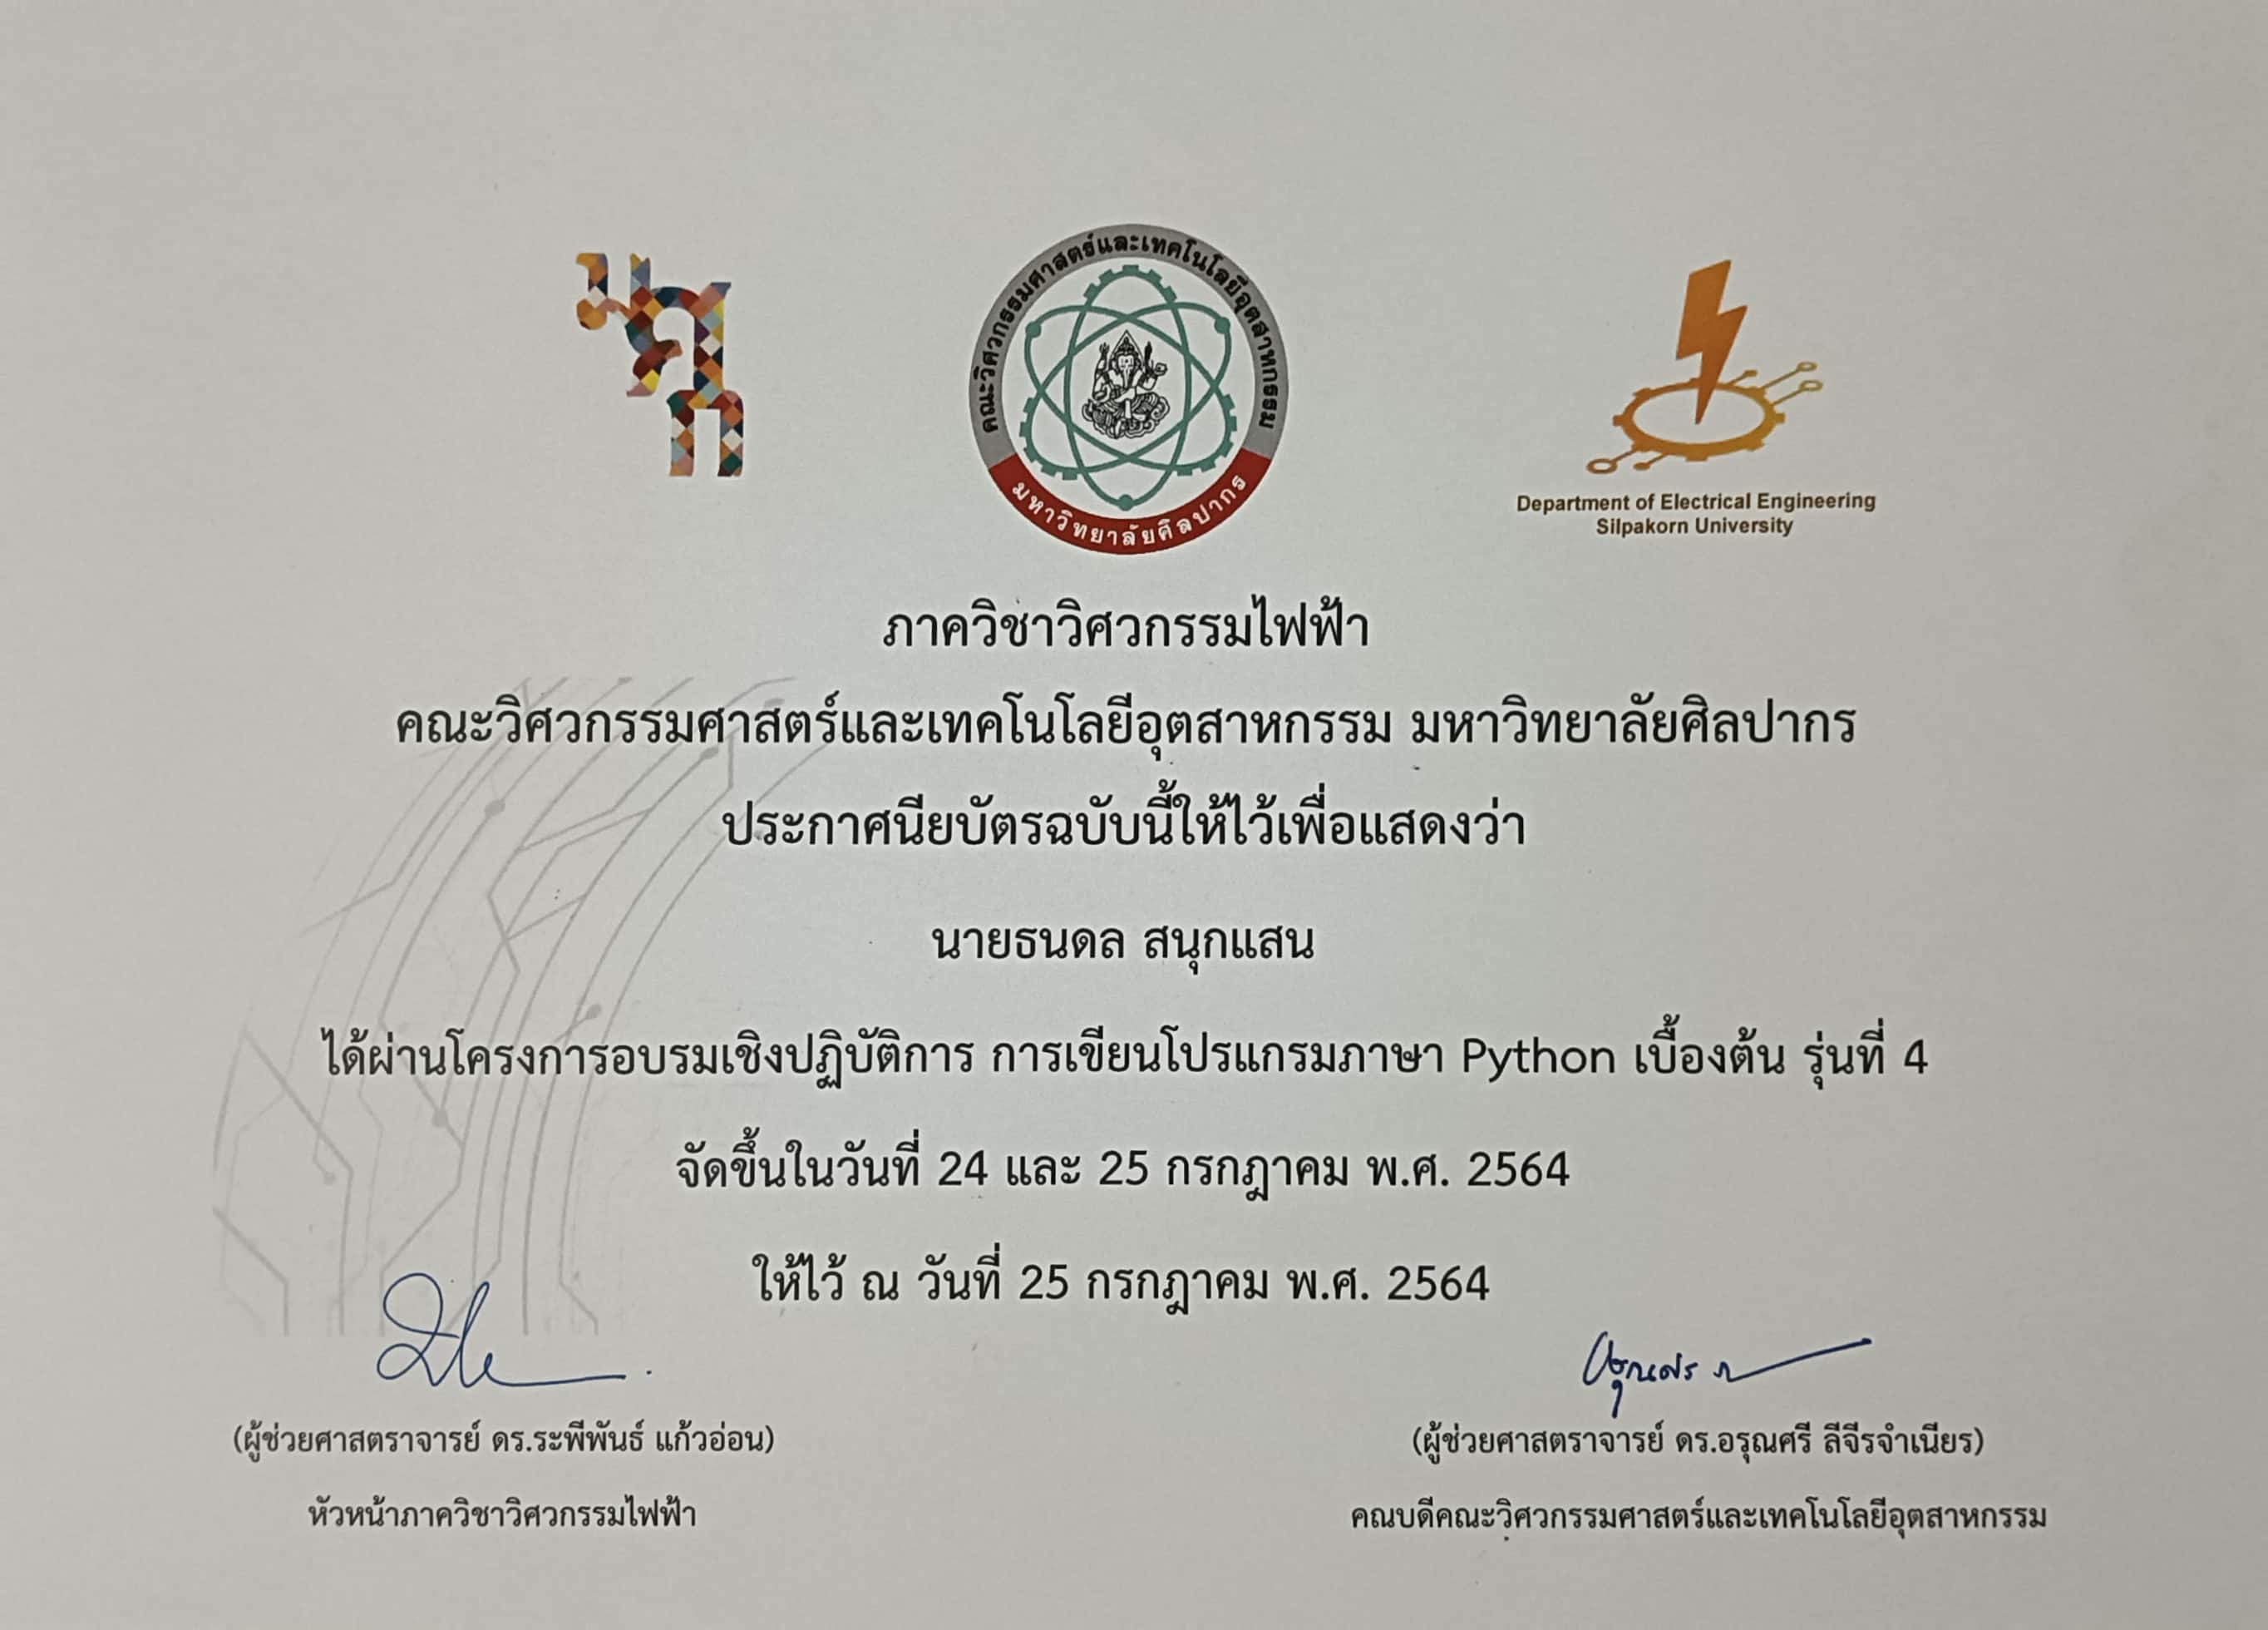 มศก
คณะวิศวกรรมศาสตร์และเทคโนโลยีอุตสาหกรรม
มหาวิทยาลัยศิลปากร
Department of Electrical Engineering
Silpakorn University
ภาควิชาวิศวกรรมไฟฟ้า
คณะวิศวกรรมศาสตร์และเทคโนโลยีอุตสาหกรรม มหาวิทยาลัยศิลปากร
ประกาศนียบัตรฉบับนี้ให้ไว้เพื่อแสดงว่า
นายธนดล สนุกแสน
ได้ผ่านโครงการอบรมเชิงปฏิบัติการ การเขียนโปรแกรมภาษา Python เบื้องต้น รุ่นที่ 4
จัดขึ้นในวันที่ 24 และ 25 กรกฎาคม พ.ศ. 2564
ให้ไว้ ณ วันที่ 25 กรกฎาคม พ.ศ. 2564
(ผู้ช่วยศาสตราจารย์ ดร.ระพีพันธ์ แก้วอ่อน)
หัวหน้าภาควิชาวิศวกรรมไฟฟ้า
(ผู้ช่วยศาสตราจารย์ ดร.อรุณศรี ลีจีรจำเนียร)
คณบดีคณะวิศวกรรมศาสตร์และเทคโนโลยีอุตสาหกรรม